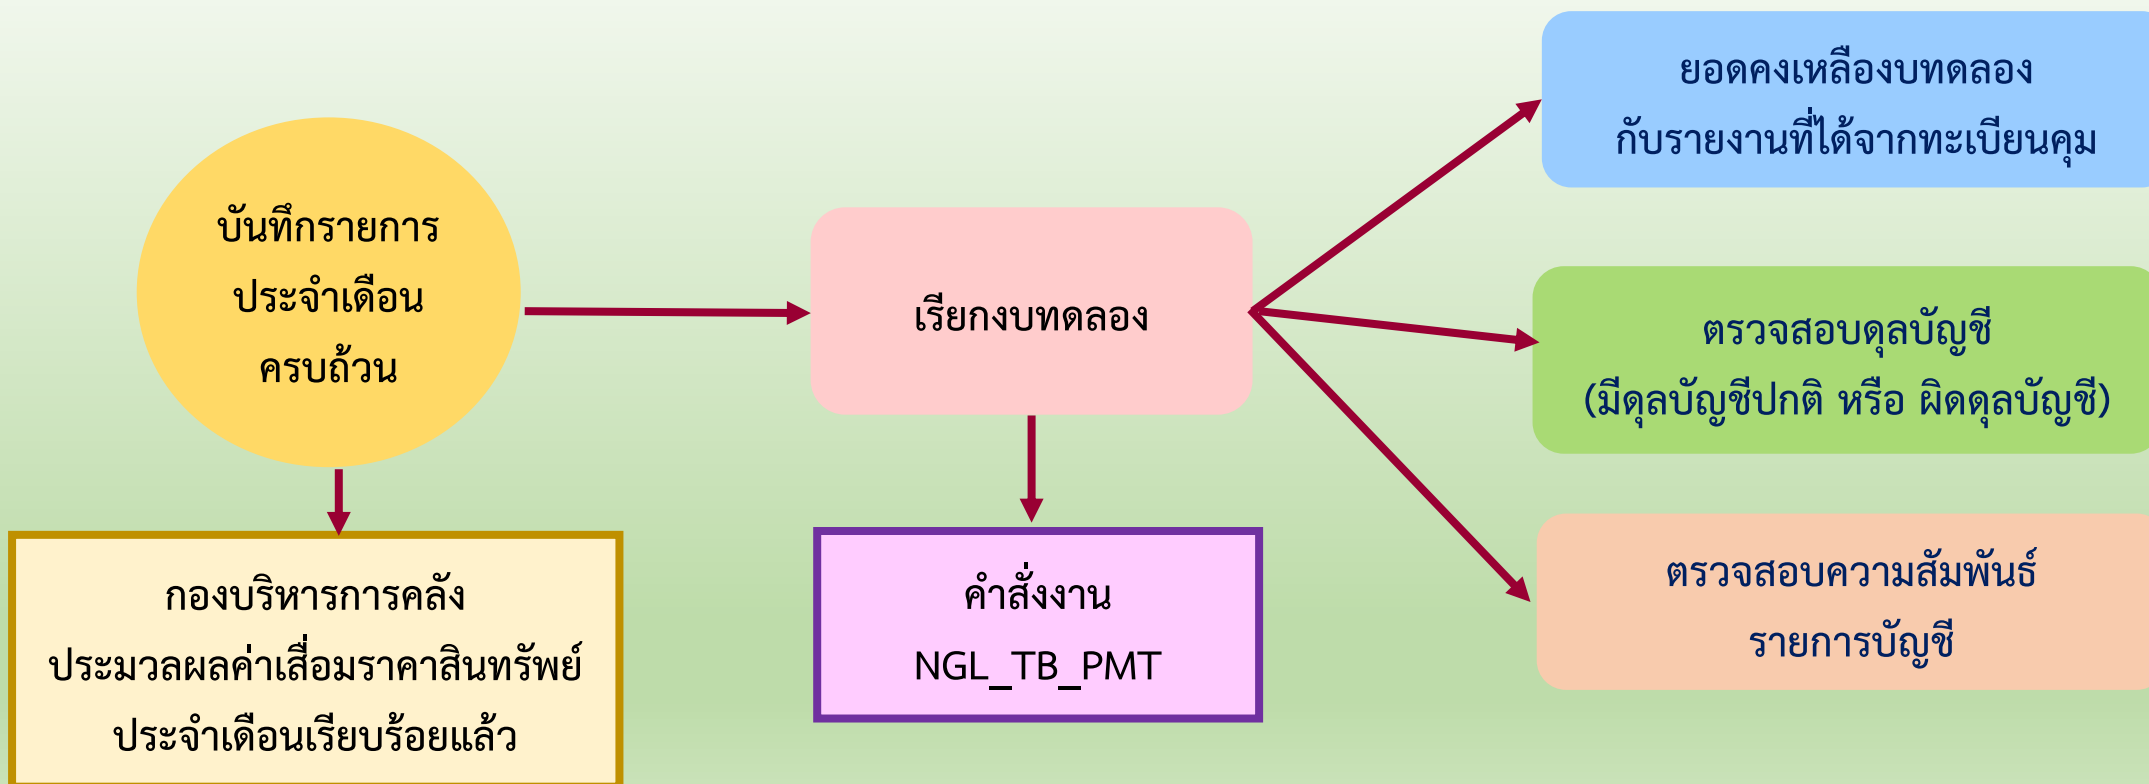 บันทึกรายการ
ประจำเดือน
ครบถ้วน
กองบริหารการคลัง
ประมวลผลค่าเสื่อมราคาสินทรัพย์
ประจำเดือนเรียบร้อยแล้ว
เรียกงบทดลอง
คำสั่งงาน
NGL_TB_PMT
ยอดคงเหลืองบทดลอง
กับรายงานที่ได้จากทะเบียนคุม
ตรวจสอบดุลบัญชี
(มีดุลบัญชีปกติ หรือ ผิดดุลบัญชี)
ตรวจสอบความสัมพันธ์
รายการบัญชี